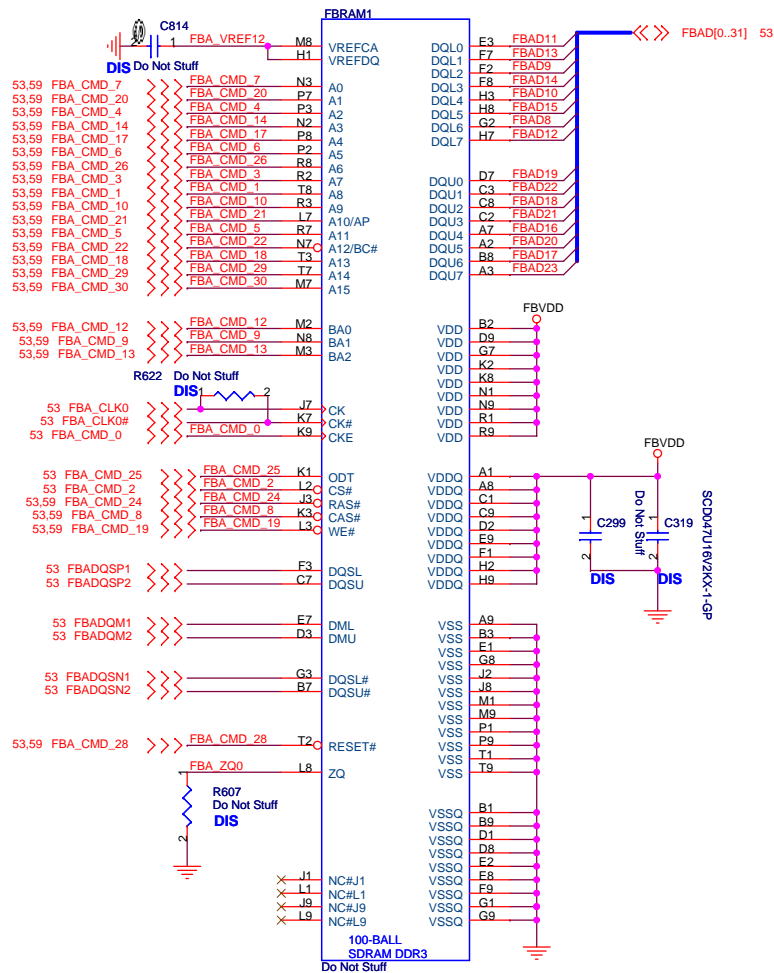 FBRAM1
C814
2 1 FBA_VREF12 M8 VREFCA
H1 VREFDQ
DIS Do Not Stuff
E3 FBAD11 DQL0
F7 FBAD13 DQL1
F2 FBAD9 DQL2
F8 FBAD14 DQL3
H3 FBAD10 DQL4
H8 FBAD15 DQL5
G2 FBAD8 DQL6
H7 FBAD12 DQL7
FBAD[0..31] 53
53,59 FBA_CMD_7 FBA_CMD_7 N3 A0
53,59 FBA_CMD_20 FBA_CMD_20 P7 A1
53,59 FBA_CMD_4 FBA_CMD_4 P3 A2
53,59 FBA_CMD_14 FBA_CMD_14 N2 A3
53,59 FBA_CMD_17 FBA_CMD_17 P8 A4
53,59 FBA_CMD_6 FBA_CMD_6 P2 A5
53,59 FBA_CMD_26 FBA_CMD_26 R8 A6
53,59 FBA_CMD_3 FBA_CMD_3 R2 A7
53,59 FBA_CMD_1 FBA_CMD_1 T8 A8
53,59 FBA_CMD_10 FBA_CMD_10 R3 A9
53,59 FBA_CMD_21 FBA_CMD_21 L7 A10/AP
53,59 FBA_CMD_5 FBA_CMD_5 R7 A11
53,59 FBA_CMD_22 FBA_CMD_22 N7 A12/BC#
53,59 FBA_CMD_18 FBA_CMD_18 T3 A13
53,59 FBA_CMD_29 FBA_CMD_29 T7 A14
53,59 FBA_CMD_30 FBA_CMD_30 M7 A15
DQU0 D7 FBAD19
DQU1 C3 FBAD22
DQU2 C8 FBAD18
DQU3 C2 FBAD21
DQU4 A7 FBAD16
DQU5 A2 FBAD20
DQU6 B8 FBAD17
DQU7 A3 FBAD23
53,59 FBA_CMD_12 FBA_CMD_12 M2 BA0
53,59 FBA_CMD_9 FBA_CMD_9 N8 BA1
53,59 FBA_CMD_13 FBA_CMD_13 M3 BA2
FBVDD
VDD B2
VDD D9
VDD G7
VDD K2
VDD K8
VDD N1
VDD N9
VDD R1
VDD R9
R622 Do Not Stuff
DIS 1 2
53 FBA_CLK0 J7 CK
53 FBA_CLK0# K7 CK#
53 FBA_CMD_0 FBA_CMD_0 K9 CKE
53 FBA_CMD_25 FBA_CMD_25 K1 ODT
53 FBA_CMD_2 FBA_CMD_2 L2 CS#
53,59 FBA_CMD_24 FBA_CMD_24 J3 RAS#
53,59 FBA_CMD_8 FBA_CMD_8 K3 CAS#
53,59 FBA_CMD_19 FBA_CMD_19 L3 WE#
FBVDD
VDDQ A1
VDDQ A8
VDDQ C1
VDDQ C9
VDDQ D2
VDDQ E9
VDDQ F1
VDDQ H2
VDDQ H9
1 C299 2 DIS
1 C319 2 DIS
Do Not Stuff
SCD0047U16V2KX-1-GP
53 FBADQSP1 F3 DQSL
53 FBADQSP2 C7 DQSU
53 FBADQM1 E7 DML
53 FBADQM2 D3 DMU
53 FBADQSN1 G3 DQSL#
53 FBADQSN2 B7 DQSU#
VSS A9
VSS B3
VSS E1
VSS G8
VSS J2
VSS J8
VSS M1
VSS M9
VSS P1
VSS P9
VSS T1
VSS T9
53,59 FBA_CMD_28 FBA_CMD_28 T2 RESET#
FBA_ZQ0 L8 ZQ
1 R607
Do Not Stuff
DIS
2
VSSQ B1
VSSQ B9
VSSQ D1
VSSQ D8
VSSQ E2
VSSQ E8
VSSQ F9
VSSQ G1
VSSQ G9
J1 NC#J1
L1 NC#L1
J9 NC#J9
L9 NC#L9
100-BALL
SDRAM DDR3
Do Not Stuff